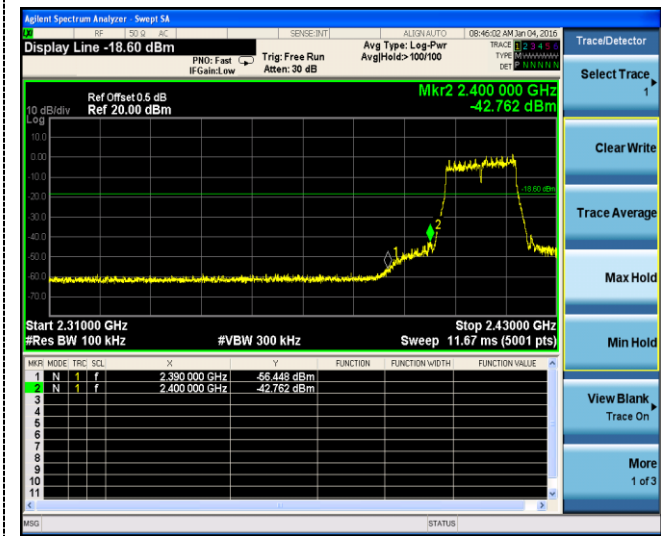 Agilent Spectrum Analyzer - Swept SA
RF 50 Ω AC SENSE:INT ALIGN AUTO 08:46:02 AM Jan 04, 2016
Display Line -18.60 dBm
PNO: Fast
IFGain:Low
Trig: Free Run
Atten: 30 dB
Avg Type: Log-Pwr
Avg|Hold:>100/100
TRACE 1 2 3 4 5 6
TYPE
DET P N N N N N
Trace/Detector
Select Trace
1
Clear Write
Trace Average
Max Hold
Min Hold
View Blank
Trace On
More
1 of 3
Mkr2 2.400 000 GHz
-42.762 dBm
Ref Offset 0.5 dB
10 dB/div Ref 20.00 dBm
Log
10.0
0.00
-10.0
-20.0
-30.0
-40.0
-50.0
-60.0
-70.0
-18.60 dBm
1
2
Start 2.31000 GHz Stop 2.43000 GHz
#Res BW 100 kHz #VBW 300 kHz Sweep 11.67 ms (5001 pts)
MKR MODE TRC SCL X Y FUNCTION FUNCTION WIDTH FUNCTION VALUE
1 N 1 f 2.390 000 GHz -56.448 dBm
2 N 1 f 2.400 000 GHz -42.762 dBm
3
4
5
6
7
8
9
10
11
MSG STATUS